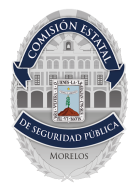 COMISIÓN ESTATAL
DE SEGURIDAD PÚBLICA
MORELOS